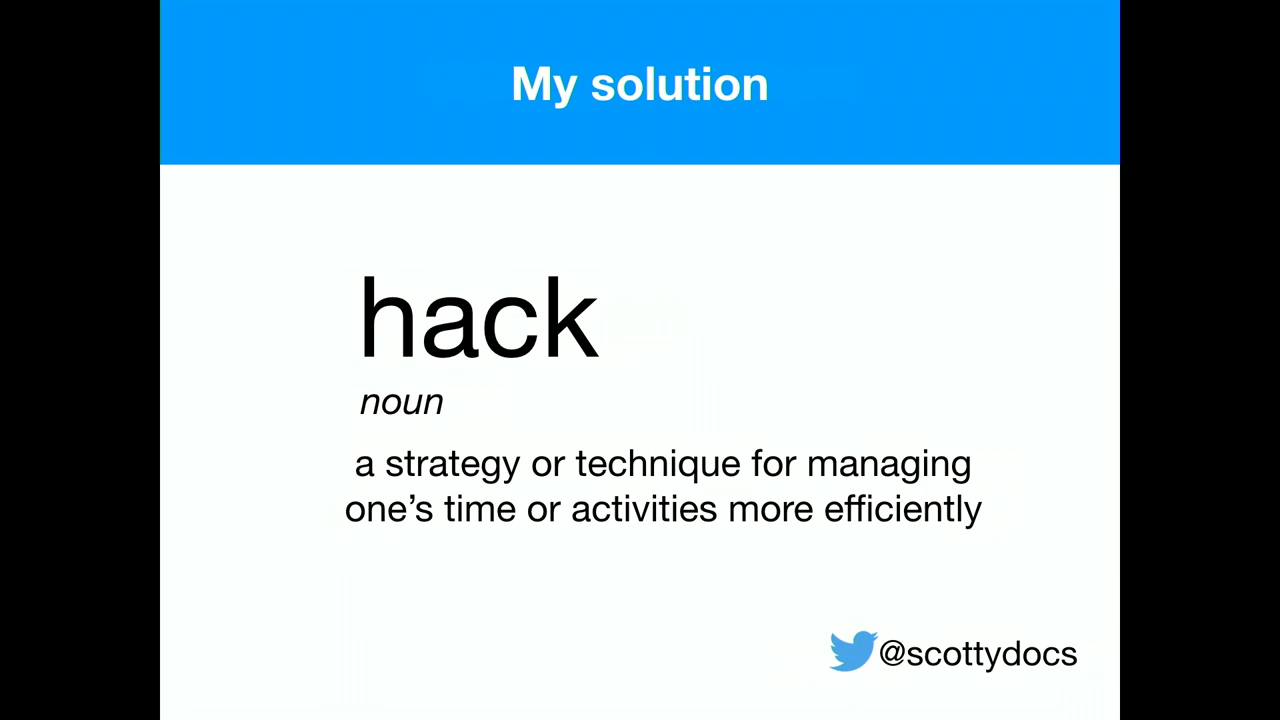 My solution
hack
noun
a strategy or technique for managing
one’s time or activities more efficiently
@scottydocs